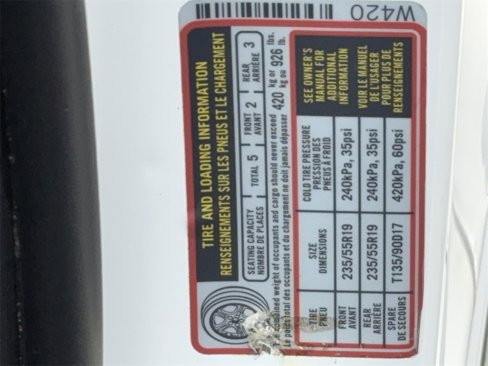 W420
TIRE AND LOADING INFORMATION
RENSEIGNEMENTS SUR LES PNEUS ET LE CHARGEMENT
SEATING CAPACITY
NOMBRE DE PLACES
TOTAL 5
FRONT 2
AVANT
REAR 3
ARRIÈRE
combined weight of occupants and cargo should never exceed 420 kg or 926 lbs.
Le poids total des occupants et du chargement ne doit jamais dépasser 420 kg ou 926 lb.
TIRE
PNEU
SIZE
DIMENSIONS
COLD TIRE PRESSURE
PRESSION DES
PNEUS À FROID
FRONT
AVANT
235/55R19
240kPa, 35psi
REAR
ARRIÈRE
235/55R19
240kPa, 35psi
SPARE
DE SECOURS
T135/90D17
420kPa, 60psi
SEE OWNER'S
MANUAL FOR
ADDITIONAL
INFORMATION
VOIR LE MANUEL
DE L'USAGER
POUR PLUS DE
RENSEIGNEMENTS